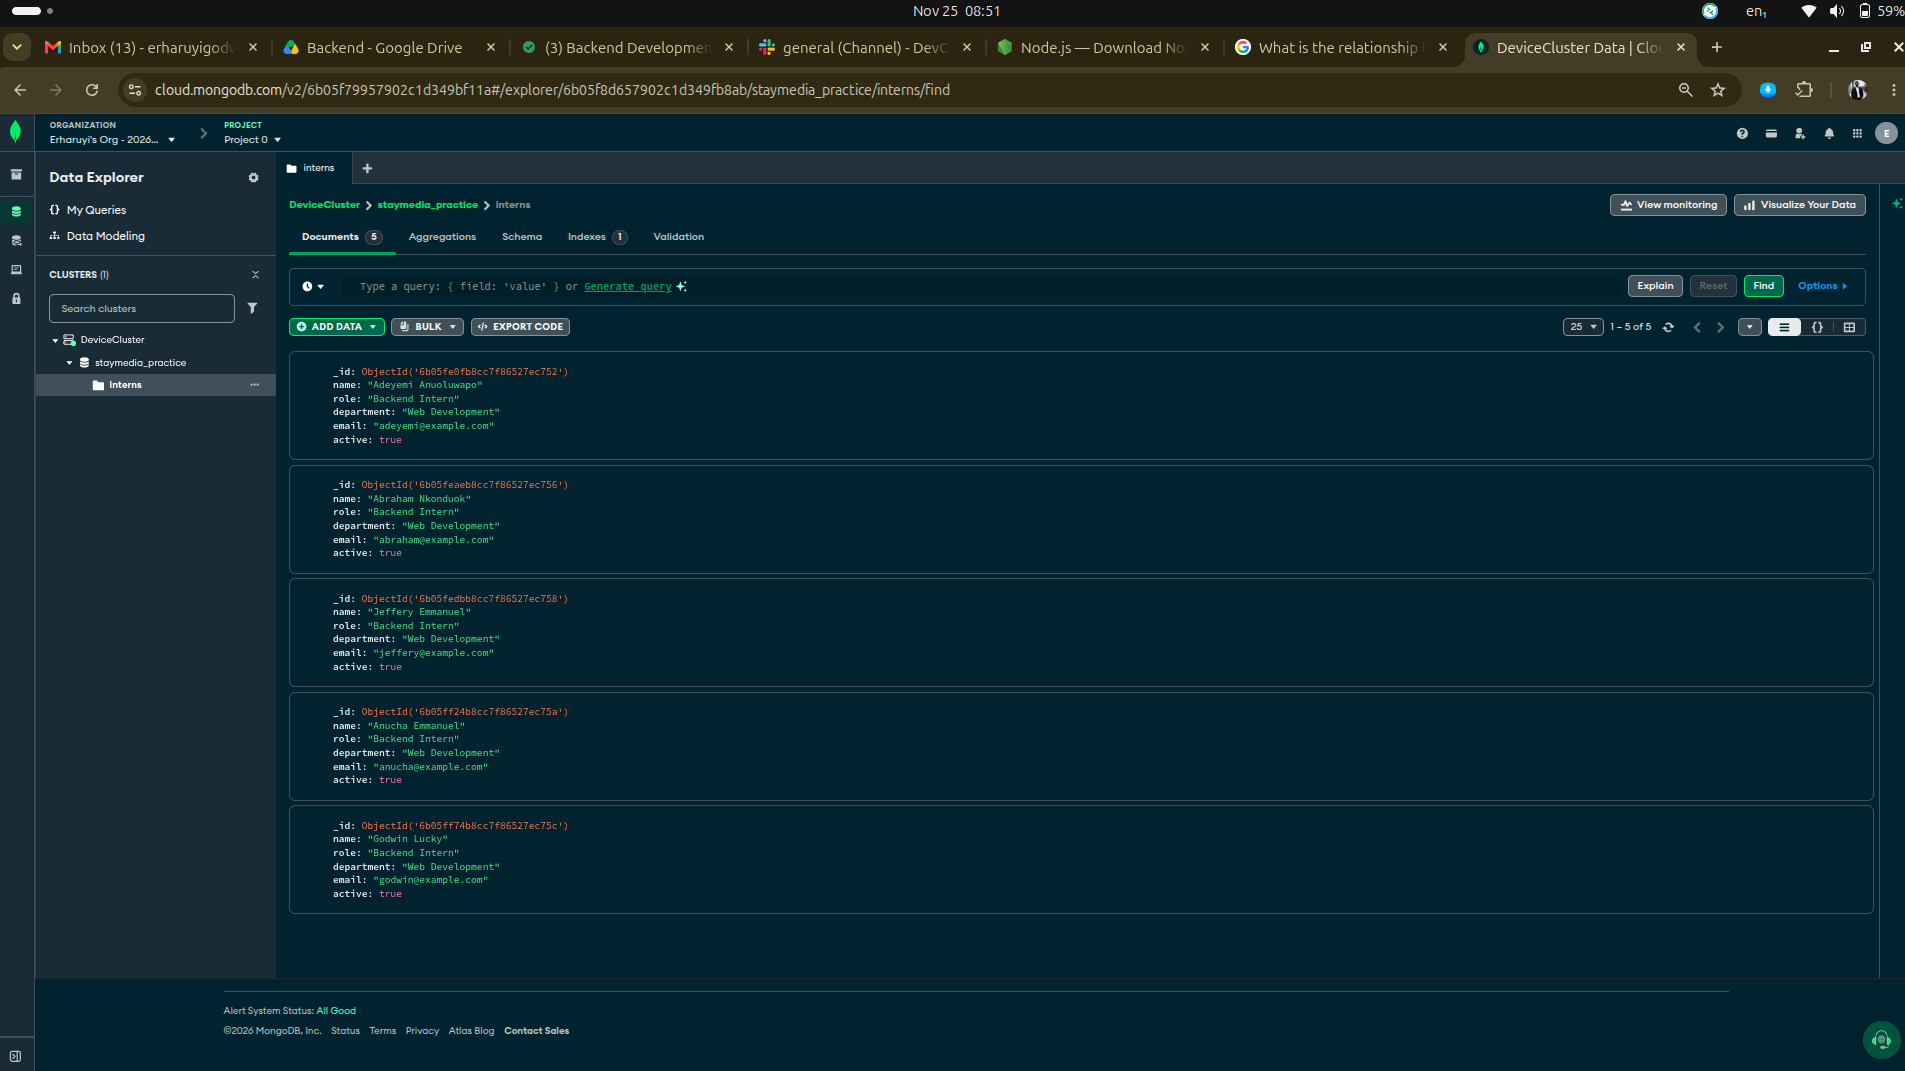 Nov 25 08:51
en₁
59%
Inbox (13) - erharuyigodw
Backend - Google Drive
(3) Backend Developmen
general (Channel) - DevC
Node.js — Download No
What is the relationship
DeviceCluster Data | Clou
cloud.mongodb.com/v2/6b05f79957902c1d349bf11a#/explorer/6b05f8d657902c1d349fb8ab/staymedia_practice/interns/find
ORGANIZATION
Erharuyi's Org - 2026...
PROJECT
Project 0
E
Data Explorer
My Queries
Data Modeling
CLUSTERS (1)
Search clusters
DeviceCluster
staymedia_practice
interns
interns
DeviceCluster > staymedia_practice > interns
View monitoring
Visualize Your Data
Documents 5
Aggregations
Schema
Indexes 1
Validation
Type a query: { field: 'value' } or Generate query
Explain
Reset
Find
Options
ADD DATA
BULK
EXPORT CODE
25
1 – 5 of 5
_id: ObjectId('6b05fe0fb8cc7f86527ec752')
name: "Adeyemi Anuoluwapo"
role: "Backend Intern"
department: "Web Development"
email: "adeyemi@example.com"
active: true
_id: ObjectId('6b05feaeb8cc7f86527ec756')
name: "Abraham Nkonduok"
role: "Backend Intern"
department: "Web Development"
email: "abraham@example.com"
active: true
_id: ObjectId('6b05fedbb8cc7f86527ec758')
name: "Jeffery Emmanuel"
role: "Backend Intern"
department: "Web Development"
email: "jeffery@example.com"
active: true
_id: ObjectId('6b05ff24b8cc7f86527ec75a')
name: "Anucha Emmanuel"
role: "Backend Intern"
department: "Web Development"
email: "anucha@example.com"
active: true
_id: ObjectId('6b05ff74b8cc7f86527ec75c')
name: "Godwin Lucky"
role: "Backend Intern"
department: "Web Development"
email: "godwin@example.com"
active: true
Alert System Status: All Good
©2026 MongoDB, Inc. Status Terms Privacy Atlas Blog Contact Sales